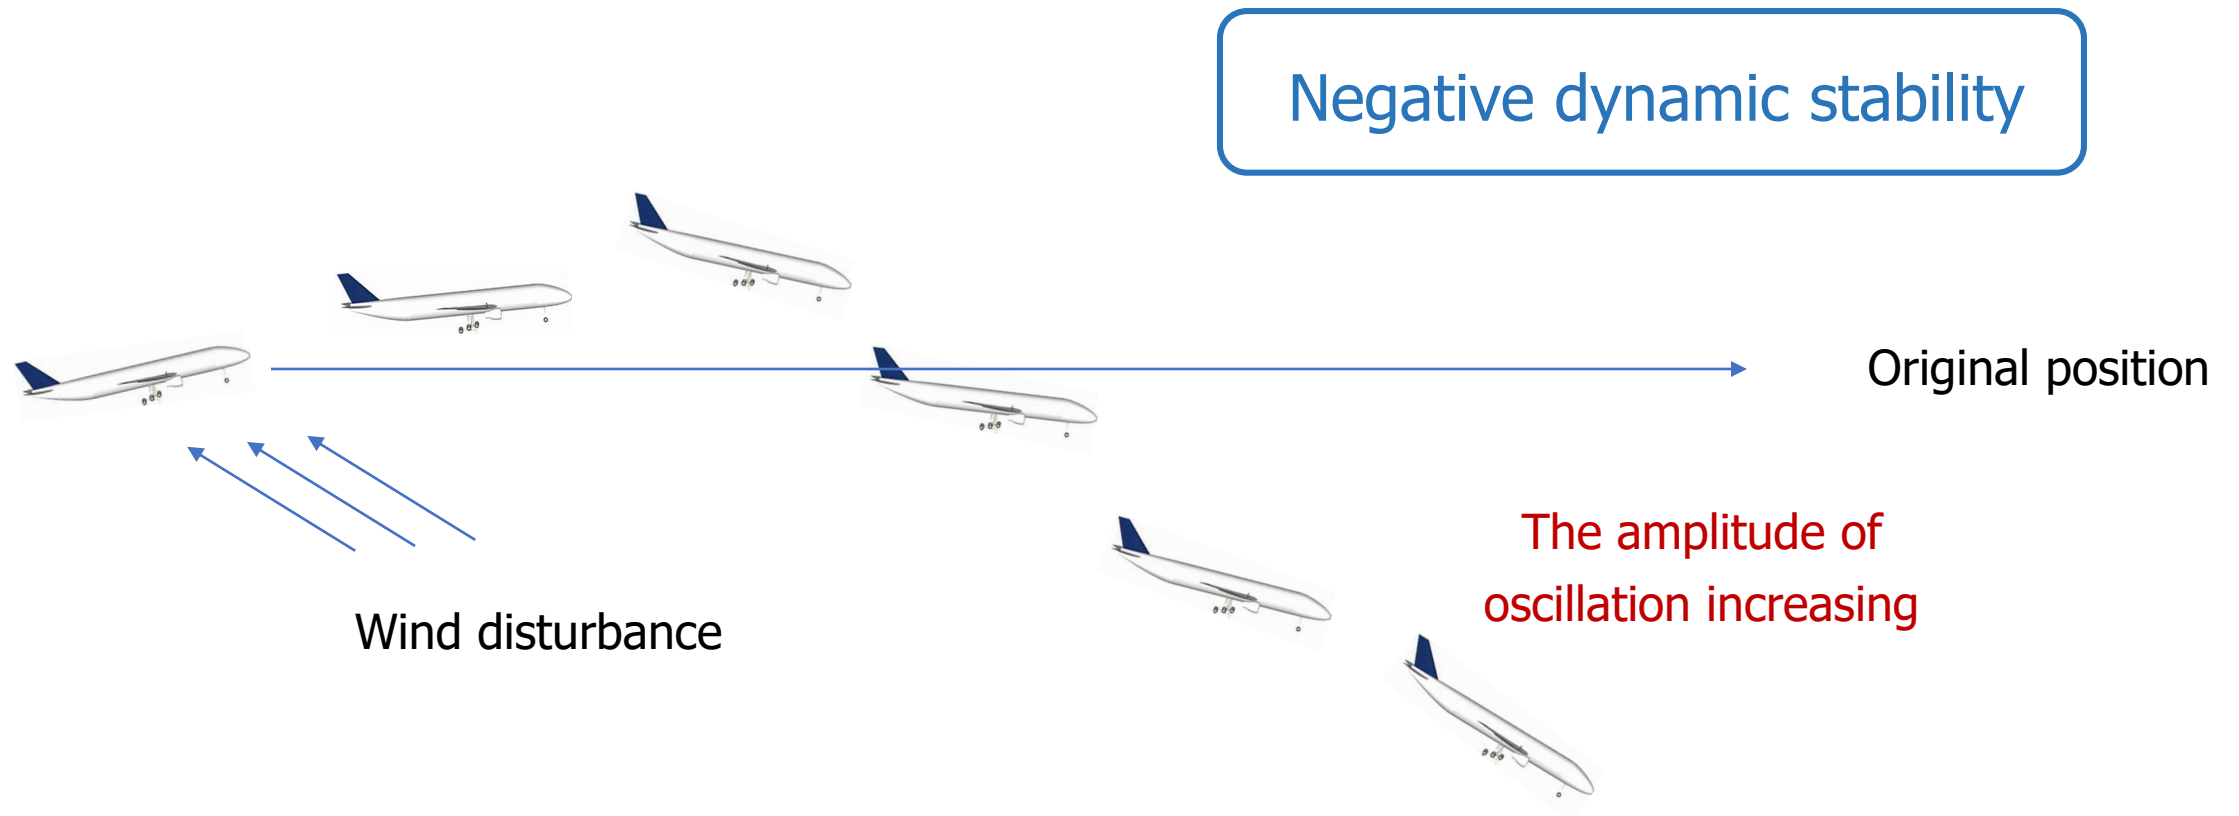 Negative dynamic stability
Original position
The amplitude of
oscillation increasing
Wind disturbance